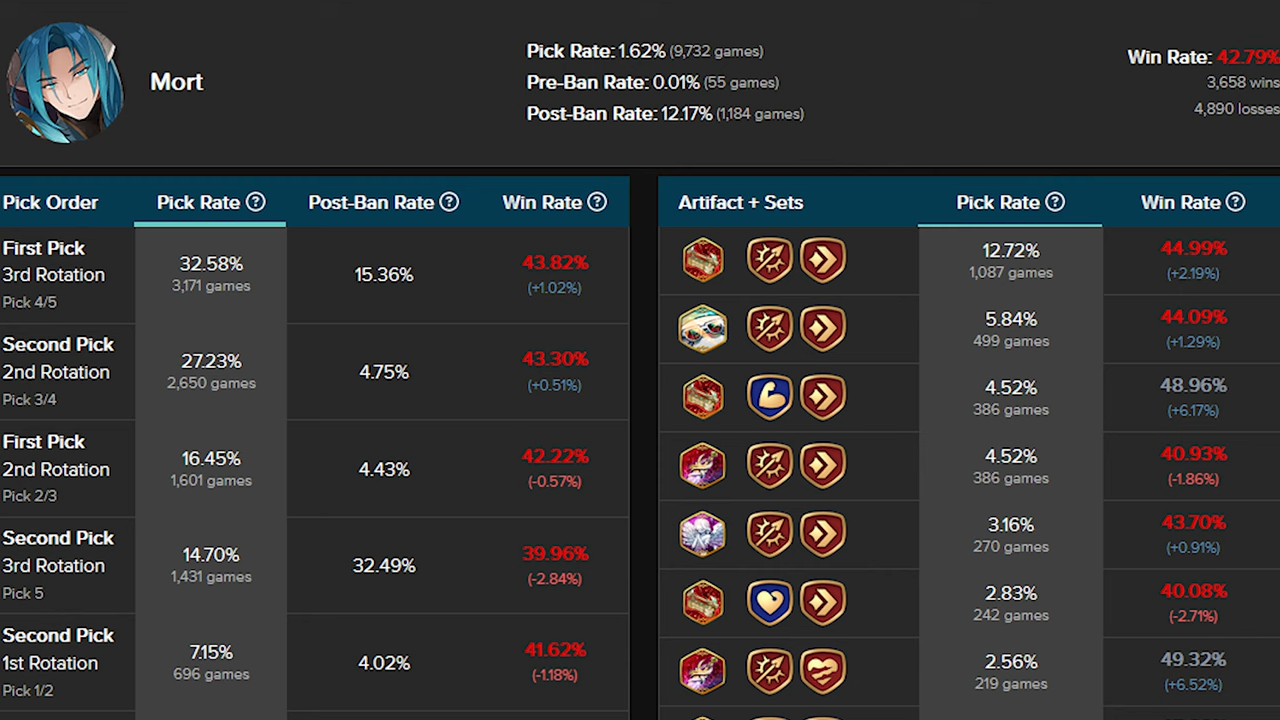 Mort
Pick Rate: 1.62% (9,732 games)
Pre-Ban Rate: 0.01% (55 games)
Post-Ban Rate: 12.17% (1,184 games)
Win Rate: 42.79%
3,658 wins
4,890 losses
Pick Order Pick Rate ? Post-Ban Rate ? Win Rate ?
First Pick
3rd Rotation
Pick 4/5
32.58%
3,171 games
15.36%
43.82%
(+1.02%)
Second Pick
2nd Rotation
Pick 3/4
27.23%
2,650 games
4.75%
43.30%
(+0.51%)
First Pick
2nd Rotation
Pick 2/3
16.45%
1,601 games
4.43%
42.22%
(-0.57%)
Second Pick
3rd Rotation
Pick 5
14.70%
1,431 games
32.49%
39.96%
(-2.84%)
Second Pick
1st Rotation
Pick 1/2
7.15%
696 games
4.02%
41.62%
(-1.18%)
Artifact + Sets Pick Rate ? Win Rate ?
12.72%
1,087 games
44.99%
(+2.19%)
5.84%
499 games
44.09%
(+1.29%)
4.52%
386 games
48.96%
(+6.17%)
4.52%
386 games
40.93%
(-1.86%)
3.16%
270 games
43.70%
(+0.91%)
2.83%
242 games
40.08%
(-2.71%)
2.56%
219 games
49.32%
(+6.52%)